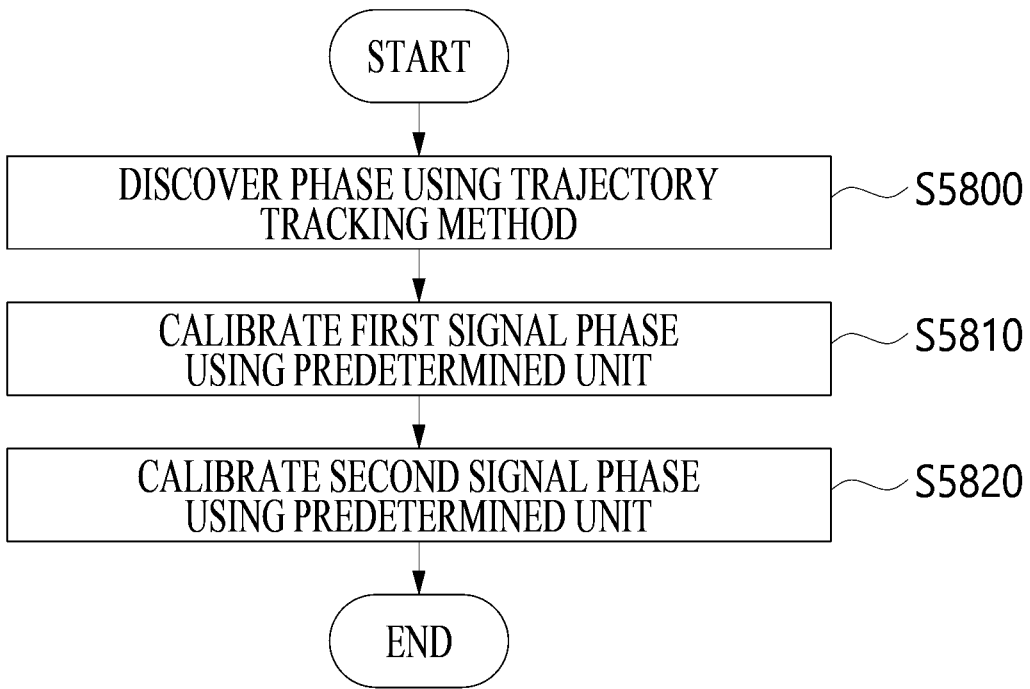 START
DISCOVER PHASE USING TRAJECTORY
TRACKING METHOD
S5800
CALIBRATE FIRST SIGNAL PHASE
USING PREDETERMINED UNIT
S5810
CALIBRATE SECOND SIGNAL PHASE
USING PREDETERMINED UNIT
S5820
END